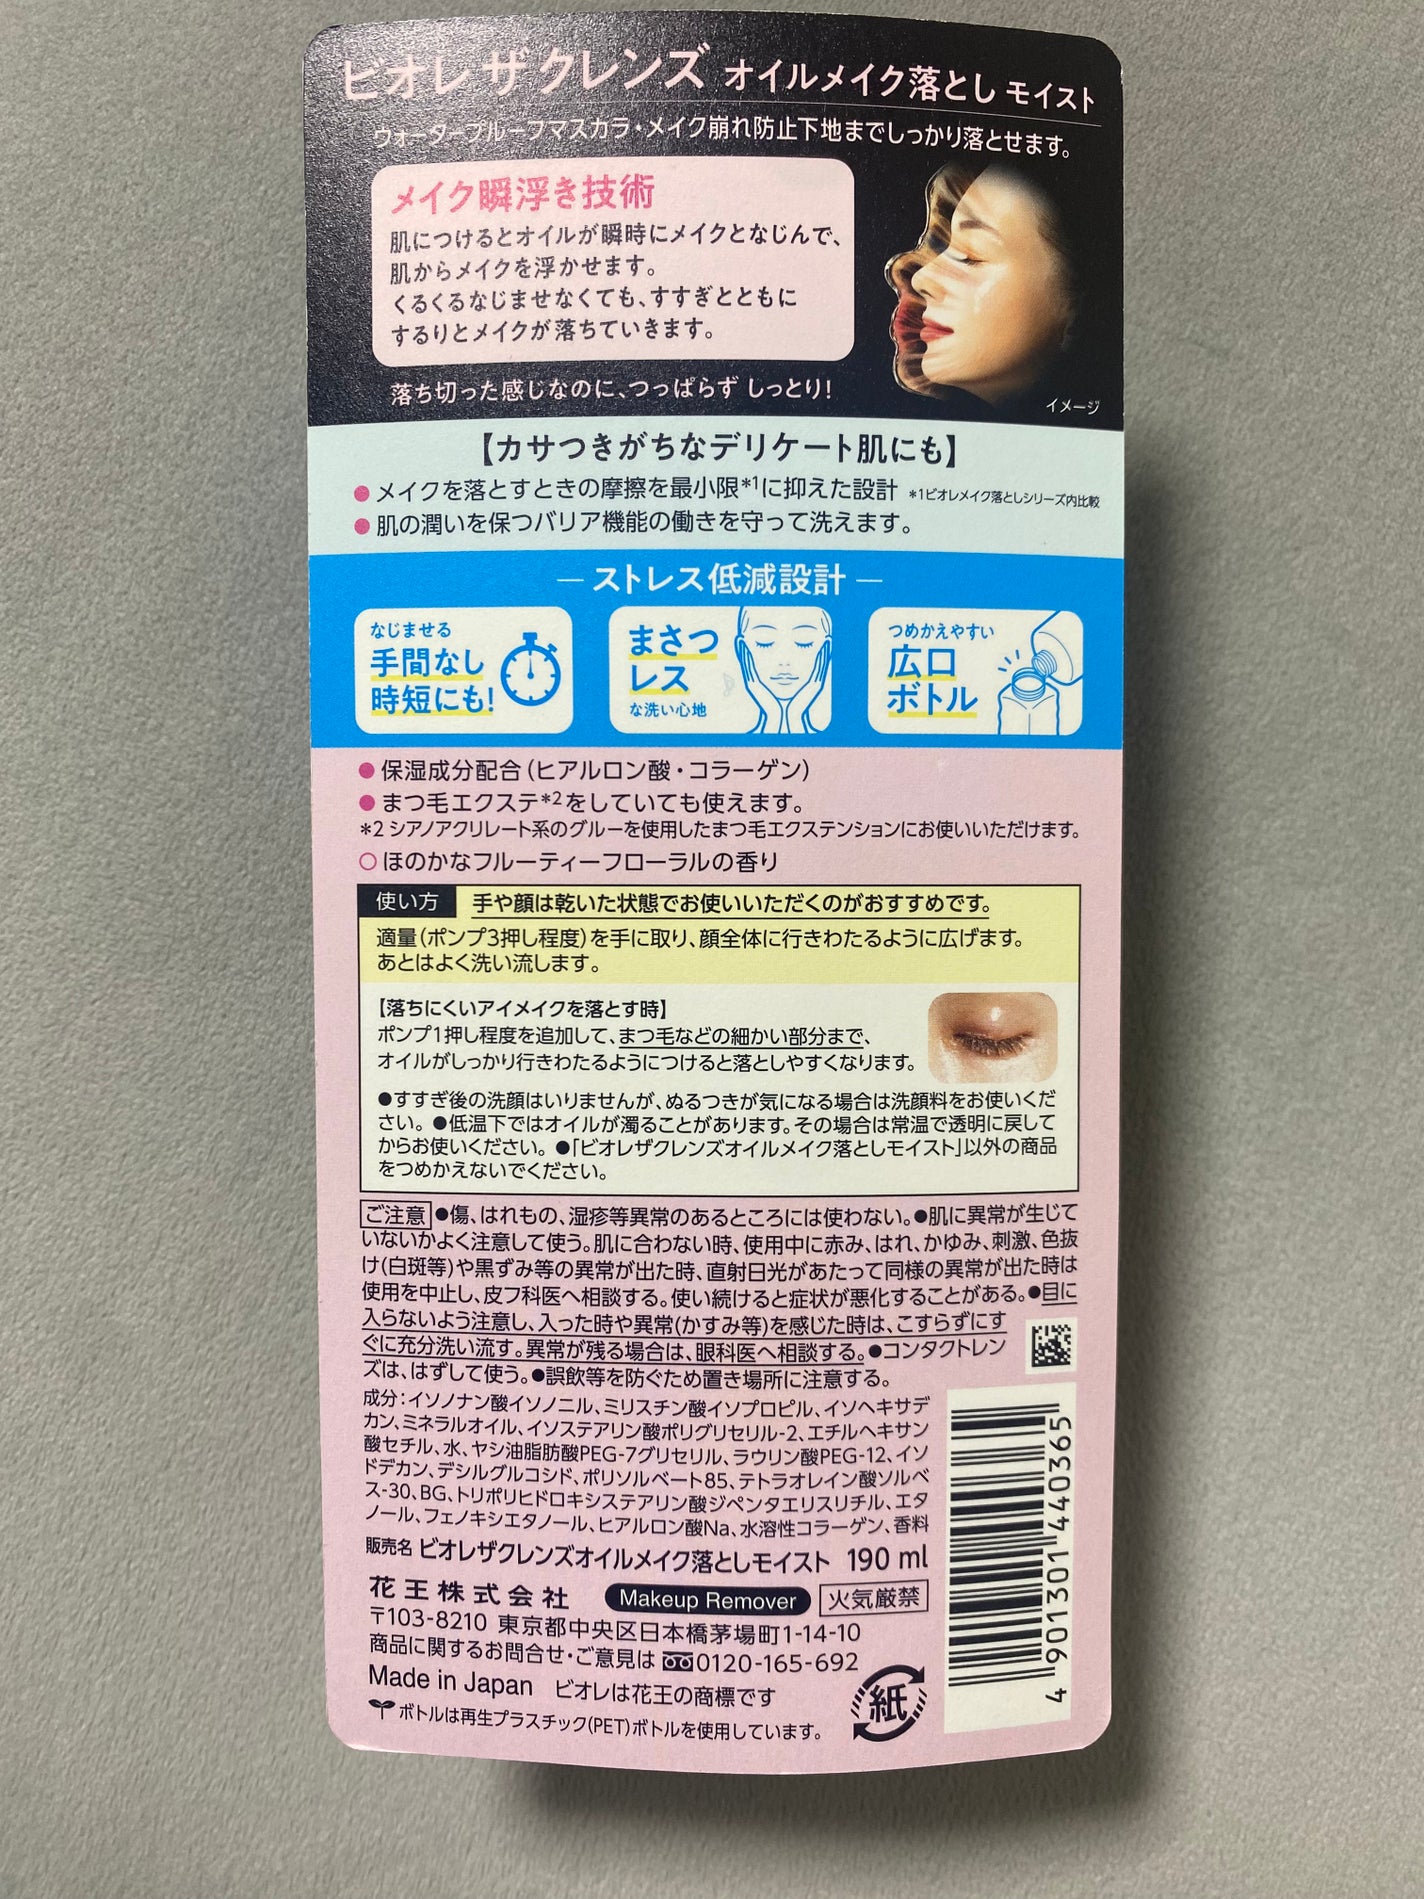 ビオレ ザ クレンズ オイルメイク落とし モイスト
ウォータープルーフマスカラ・メイク崩れ防止下地までしっかり落とせます。
メイク瞬浮き技術
肌につけるとオイルが瞬時にメイクとなじんで、
肌からメイクを浮かせます。
くるくるなじませなくても、すすぎとともに
するりとメイクが落ちていきます。
落ち切った感じなのに、つっぱらず しっとり!
イメージ
【カサつきがちなデリケート肌にも】
●メイクを落とすときの摩擦を最小限*1に抑えた設計 *1ビオレメイク落としシリーズ内比較
●肌の潤いを保つバリア機能の働きを守って洗えます。
— ストレス低減設計 —
なじませる
手間なし
時短にも!
まさつ
レス
な洗い心地
つめかえやすい
広口
ボトル
●保湿成分配合(ヒアルロン酸・コラーゲン)
●まつ毛エクステ*2をしていても使えます。
*2 シアノアクリレート系のグルーを使用したまつ毛エクステンションにお使いいただけます。
○ほのかなフルーティーフローラルの香り
使い方 手や顔は乾いた状態でお使いいただくのがおすすめです。
適量(ポンプ3押し程度)を手に取り、顔全体に行きわたるように広げます。
あとはよく洗い流します。
【落ちにくいアイメイクを落とす時】
ポンプ1押し程度を追加して、まつ毛などの細かい部分まで、
オイルがしっかり行きわたるようにつけると落としやすくなります。
●すすぎ後の洗顔はいりませんが、ぬるつきが気になる場合は洗顔料をお使いくだ
さい。●低温下ではオイルが濁ることがあります。その場合は常温で透明に戻して
からお使いください。●「ビオレザクレンズオイルメイク落としモイスト」以外の商品
をつめかえないでください。
ご注意 ●傷、はれもの、湿疹等異常のあるところには使わない。●肌に異常が生じて
いないかよく注意して使う。肌に合わない時、使用中に赤み、はれ、かゆみ、刺激、色抜
け(白斑等)や黒ずみ等の異常が出た時、直射日光があたって同様の異常が出た時は
使用を中止し、皮フ科医へ相談する。使い続けると症状が悪化することがある。●目に
入らないよう注意し、入った時や異常(かすみ等)を感じた時は、こすらずにす
ぐに充分洗い流す。異常が残る場合は、眼科医へ相談する。●コンタクトレン
ズは、はずして使う。●誤飲等を防ぐため置き場所に注意する。
成分:イソノナン酸イソノニル、ミリスチン酸イソプロピル、イソヘキサデ
カン、ミネラルオイル、イソステアリン酸ポリグリセリル-2、エチルヘキサン
酸セチル、水、ヤシ油脂肪酸PEG-7グリセリル、ラウリン酸PEG-12、イソ
ドデカン、デシルグルコシド、ポリソルベート85、テトラオレイン酸ソルベ
ス-30、BG、トリポリヒドロキシステアリン酸ジペンタエリスリチル、エタ
ノール、フェノキシエタノール、ヒアルロン酸Na、水溶性コラーゲン、香料
販売名 ビオレザクレンズオイルメイク落としモイスト 190 ml
花王株式会社 Makeup Remover 火気厳禁
〒103-8210 東京都中央区日本橋茅場町1-14-10
商品に関するお問合せ・ご意見は 0120-165-692
Made in Japan ビオレは花王の商標です
ボトルは再生プラスチック(PET)ボトルを使用しています。
紙
4 901301 440365